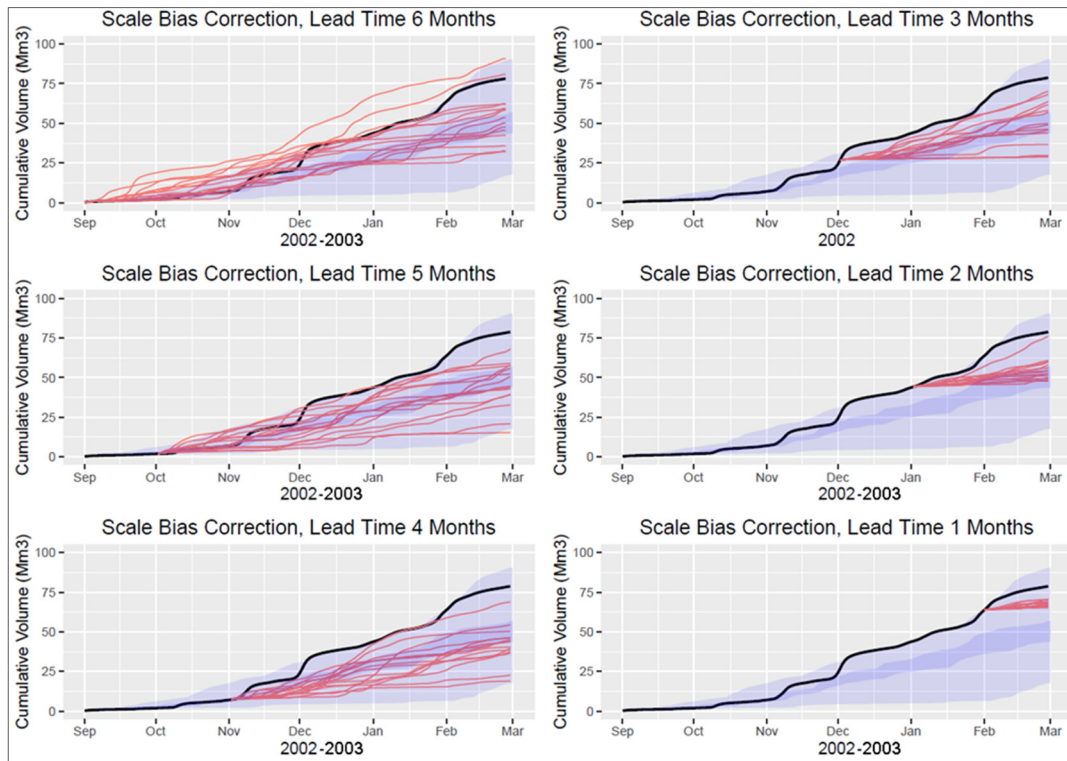 Scale Bias Correction, Lead Time 6 Months
Cumulative Volume (Mm3)
100
75
50
25
0
Sep Oct Nov Dec Jan Feb Mar
2002-2003
Scale Bias Correction, Lead Time 3 Months
Cumulative Volume (Mm3)
100
75
50
25
0
Sep Oct Nov Dec Jan Feb Mar
2002
Scale Bias Correction, Lead Time 5 Months
Cumulative Volume (Mm3)
100
75
50
25
0
Sep Oct Nov Dec Jan Feb Mar
2002-2003
Scale Bias Correction, Lead Time 2 Months
Cumulative Volume (Mm3)
100
75
50
25
0
Sep Oct Nov Dec Jan Feb Mar
2002-2003
Scale Bias Correction, Lead Time 4 Months
Cumulative Volume (Mm3)
100
75
50
25
0
Sep Oct Nov Dec Jan Feb Mar
2002-2003
Scale Bias Correction, Lead Time 1 Months
Cumulative Volume (Mm3)
100
75
50
25
0
Sep Oct Nov Dec Jan Feb Mar
2002-2003